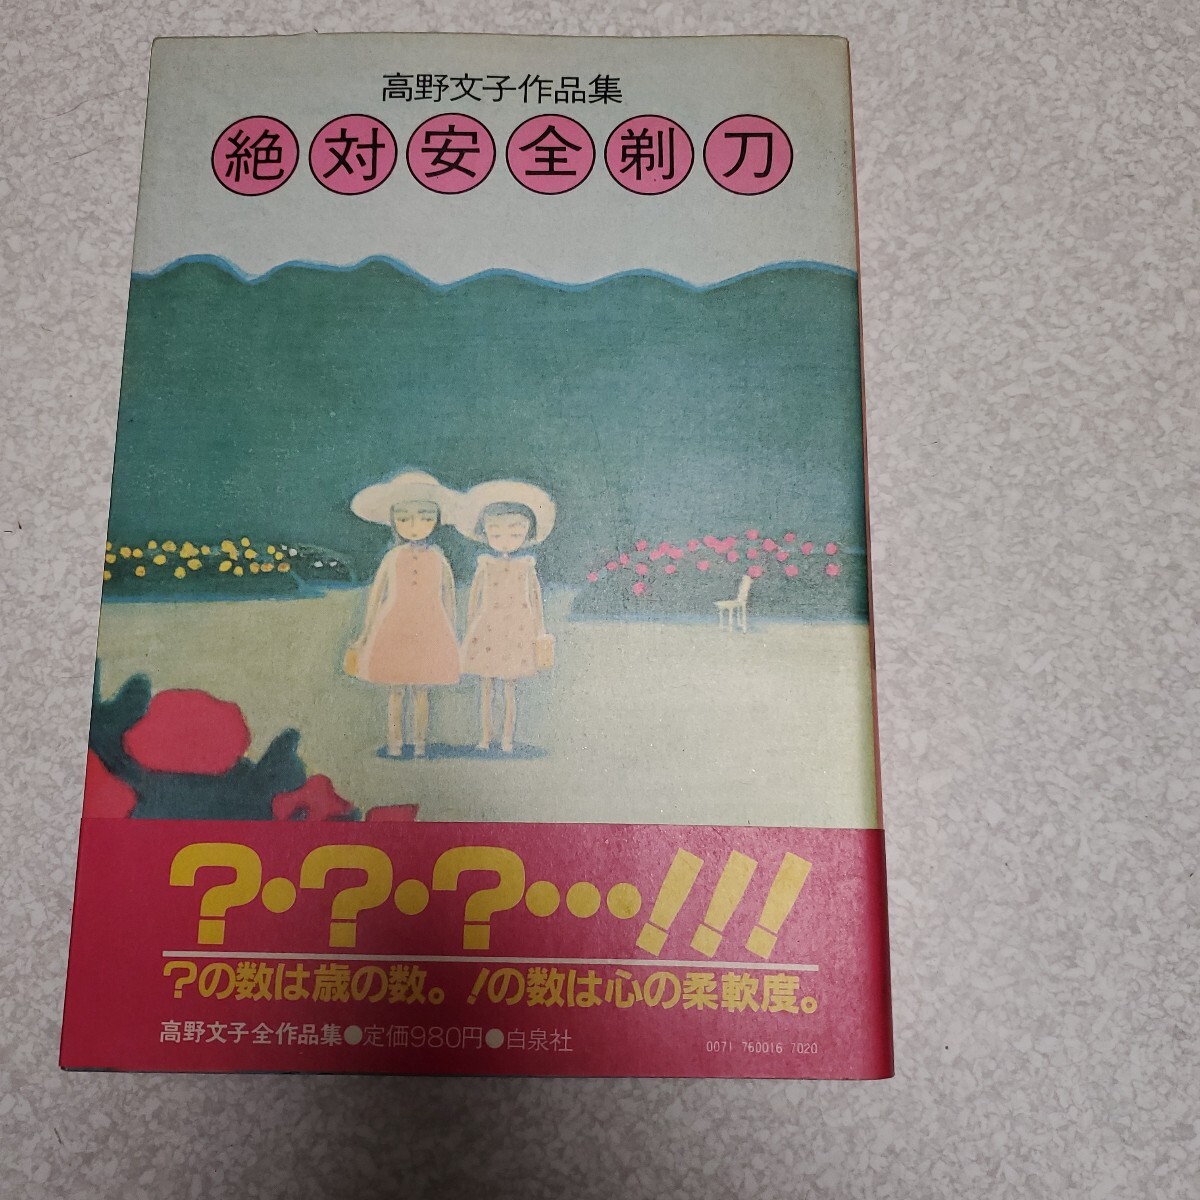 高野文子作品集
絶対安全剃刀
?・?・?・・・!!!
?の数は歳の数。!の数は心の柔軟度。
高野文子全作品集●定価980円●白泉社
0071 760016 7020